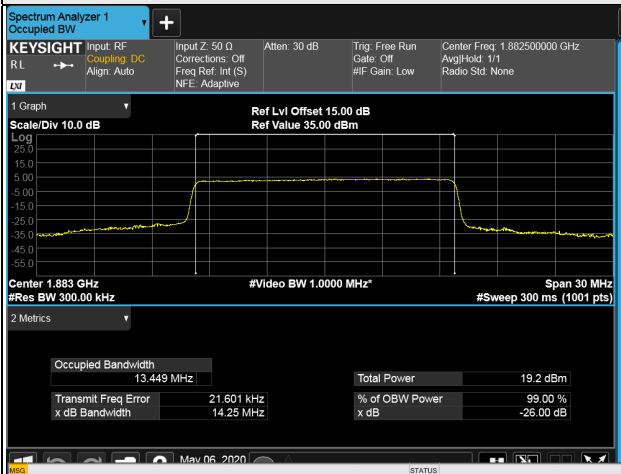 Spectrum Analyzer 1
Occupied BW
KEYSIGHT
R L
LXI
Input: RF
Coupling: DC
Align: Auto
Input Z: 50 Ω
Corrections: Off
Freq Ref: Int (S)
NFE: Adaptive
Atten: 30 dB
Trig: Free Run
Gate: Off
#IF Gain: Low
Center Freq: 1.882500000 GHz
Avg|Hold: 1/1
Radio Std: None
1 Graph
Scale/Div 10.0 dB
Ref Lvl Offset 15.00 dB
Ref Value 35.00 dBm
Log
25.0
15.0
5.00
-5.00
-15.0
-25.0
-35.0
-45.0
-55.0
Center 1.883 GHz
#Video BW 1.0000 MHz*
Span 30 MHz
#Res BW 300.00 kHz
#Sweep 300 ms (1001 pts)
2 Metrics
Occupied Bandwidth
13.449 MHz
Total Power 19.2 dBm
Transmit Freq Error 21.601 kHz
% of OBW Power 99.00 %
x dB Bandwidth 14.25 MHz
x dB -26.00 dB
May 06, 2020
MSG
STATUS